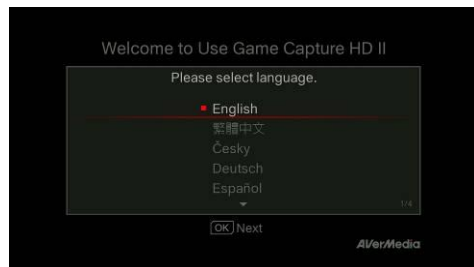 Welcome to Use Game Capture HD II
Please select language.
English
繁體中文
Česky
Deutsch
Español
1/4
OK Next
AVerMedia